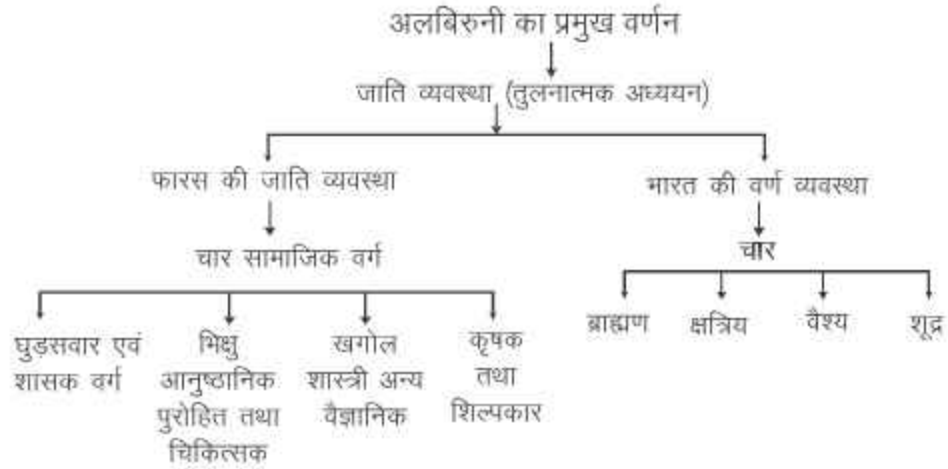 अलबिरुनी का प्रमुख वर्णन
जाति व्यवस्था (तुलनात्मक अध्ययन)
फारस की जाति व्यवस्था
भारत की वर्ण व्यवस्था
चार सामाजिक वर्ग
चार
घुड़सवार एवं
शासक वर्ग
भिक्षु
आनुष्ठानिक
पुरोहित तथा
चिकित्सक
खगोल
शास्त्री अन्य
वैज्ञानिक
कृषक
तथा
शिल्पकार
ब्राह्मण
क्षत्रिय
वैश्य
शूद्र